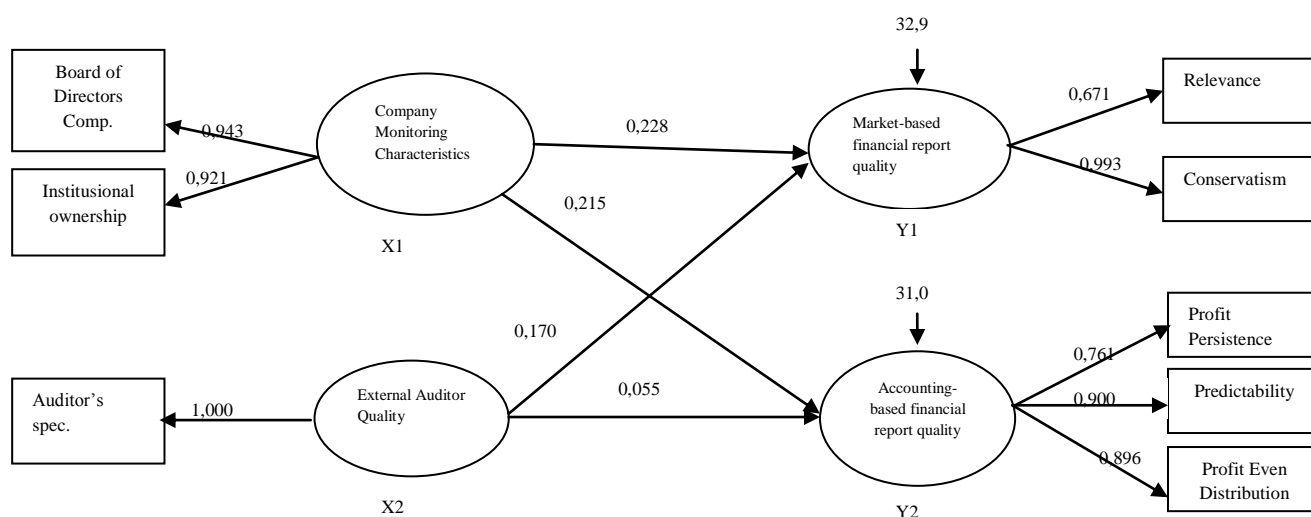 32,9
Board of
Directors
Comp.
0,943
Company
Monitoring
Characteristics
0,228
Market-based
financial report
quality
0,671
Relevance
0,993
Institusional
ownership
0,921
0,215
Conservatism
X1
Y1
31,0
0,170
Profit
Persistence
0,761
Auditor's
spec.
1,000
External Auditor
Quality
0,055
Accounting-
based financial
report quality
0,900
Predictability
0,896
Profit Even
Distribution
X2
Y2